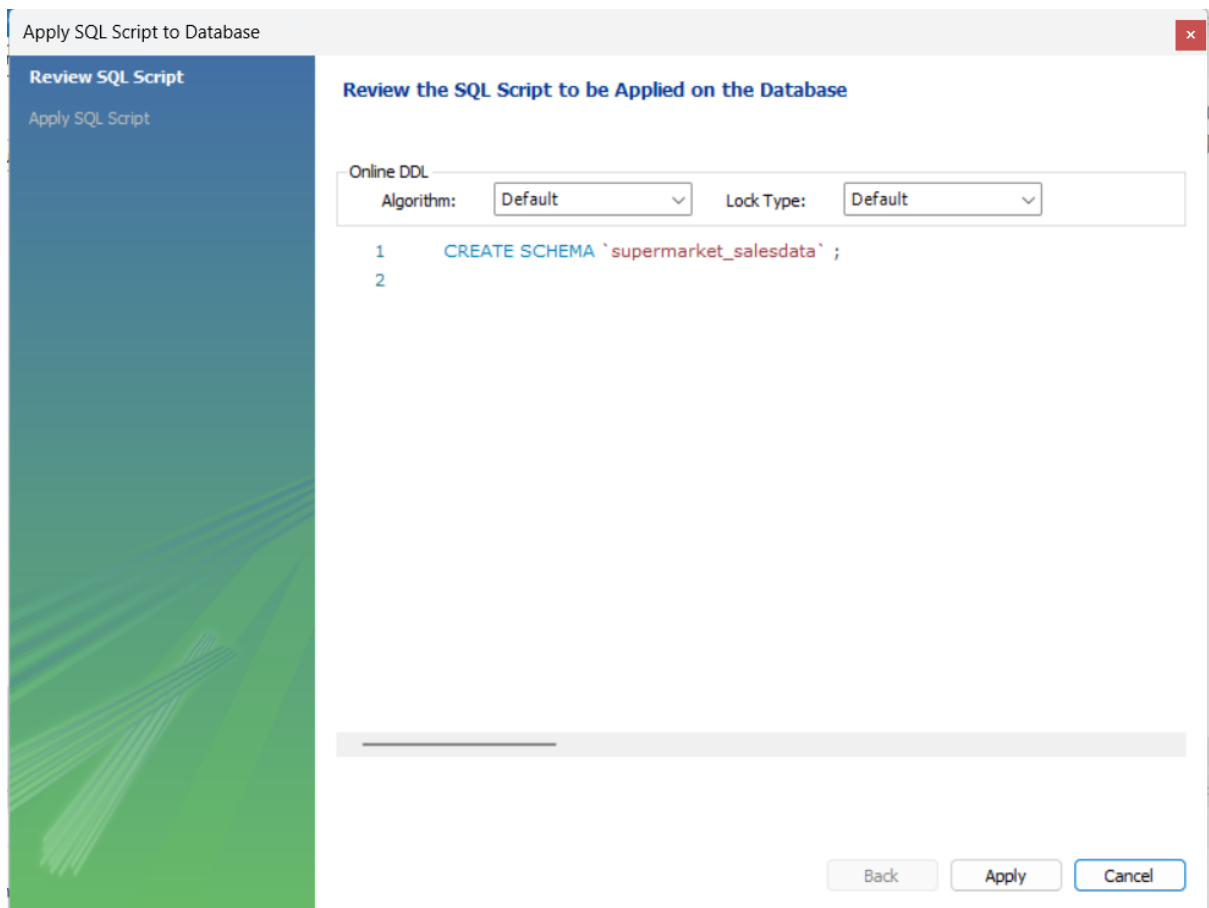 Apply SQL Script to Database
Review SQL Script
Apply SQL Script
Review the SQL Script to be Applied on the Database
Online DDL
Algorithm: Default Lock Type: Default
1 CREATE SCHEMA `supermarket_salesdata` ;
2
Back Apply Cancel